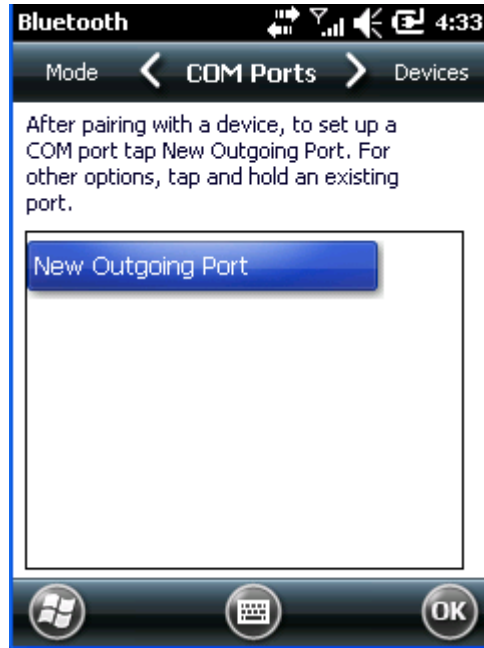 Bluetooth 4:33
Mode COM Ports Devices
After pairing with a device, to set up a
COM port tap New Outgoing Port. For
other options, tap and hold an existing
port.
New Outgoing Port
OK